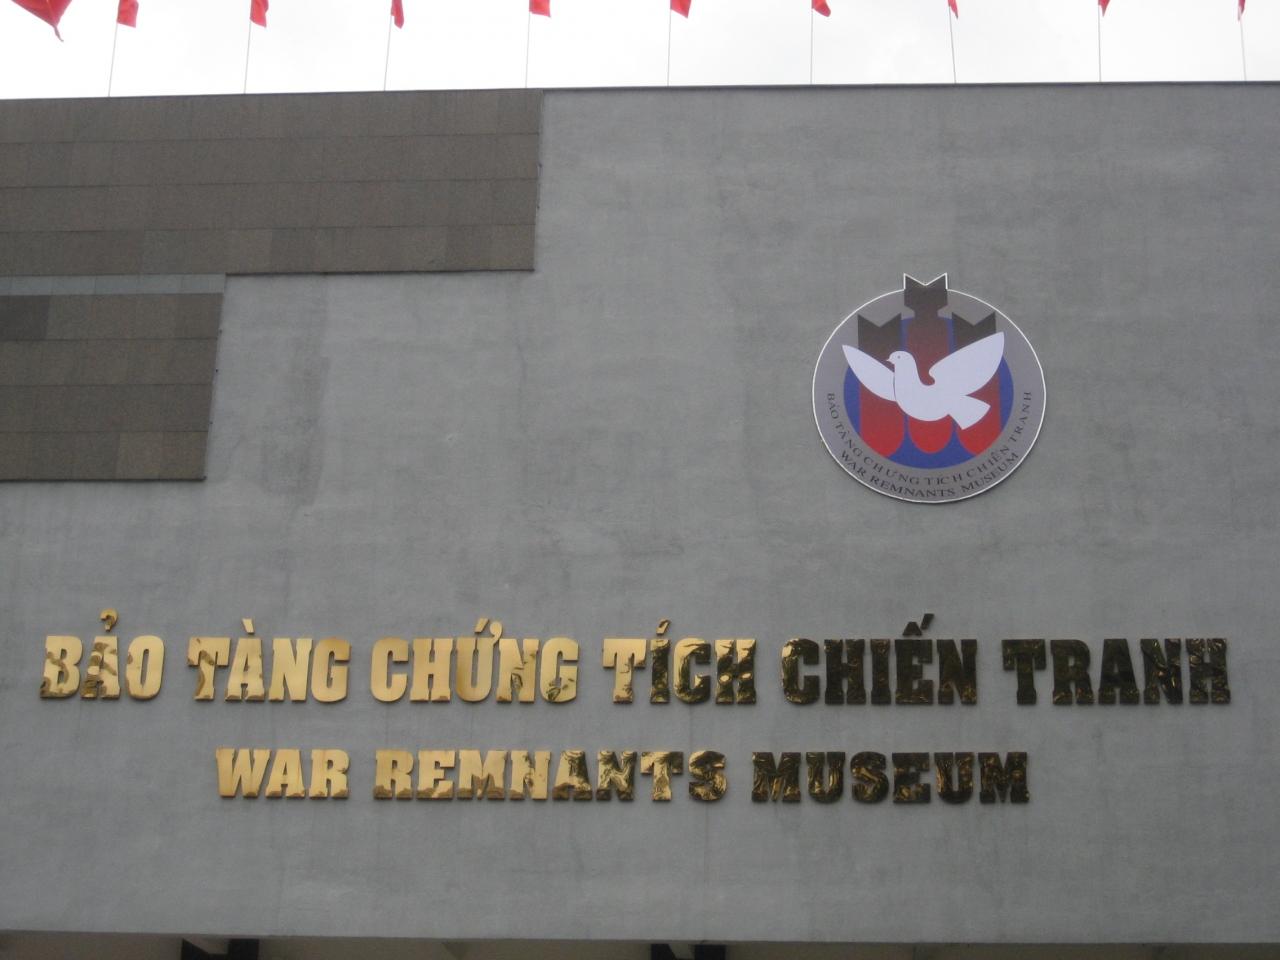 BẢO TÀNG CHỨNG TÍCH CHIẾN TRANH
WAR REMNANTS MUSEUM
BẢO TÀNG CHỨNG TÍCH CHIẾN TRANH
WAR REMNANTS MUSEUM